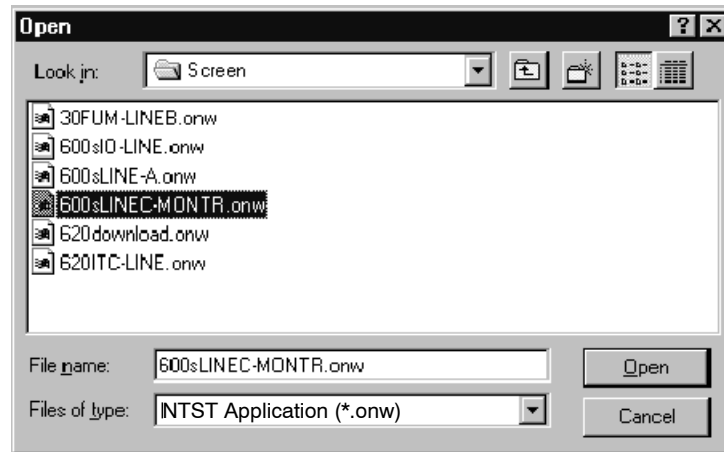 Open
Look in:
Screen
30FUM-LINEB.onw
600sIO-LINE.onw
600sLINE-A.onw
600sLINEC-MONTR.onw
620download.onw
620ITC-LINE.onw
File name:
600sLINEC-MONTR.onw
Open
Files of type:
NTST Application (*.onw)
Cancel